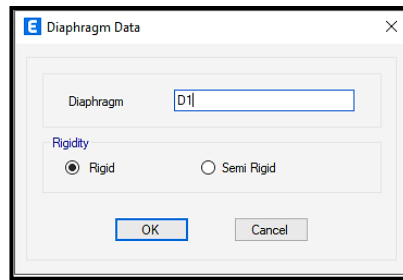 E Diaphragm Data
Diaphragm D1
Rigidity
Rigid Semi Rigid
OK Cancel